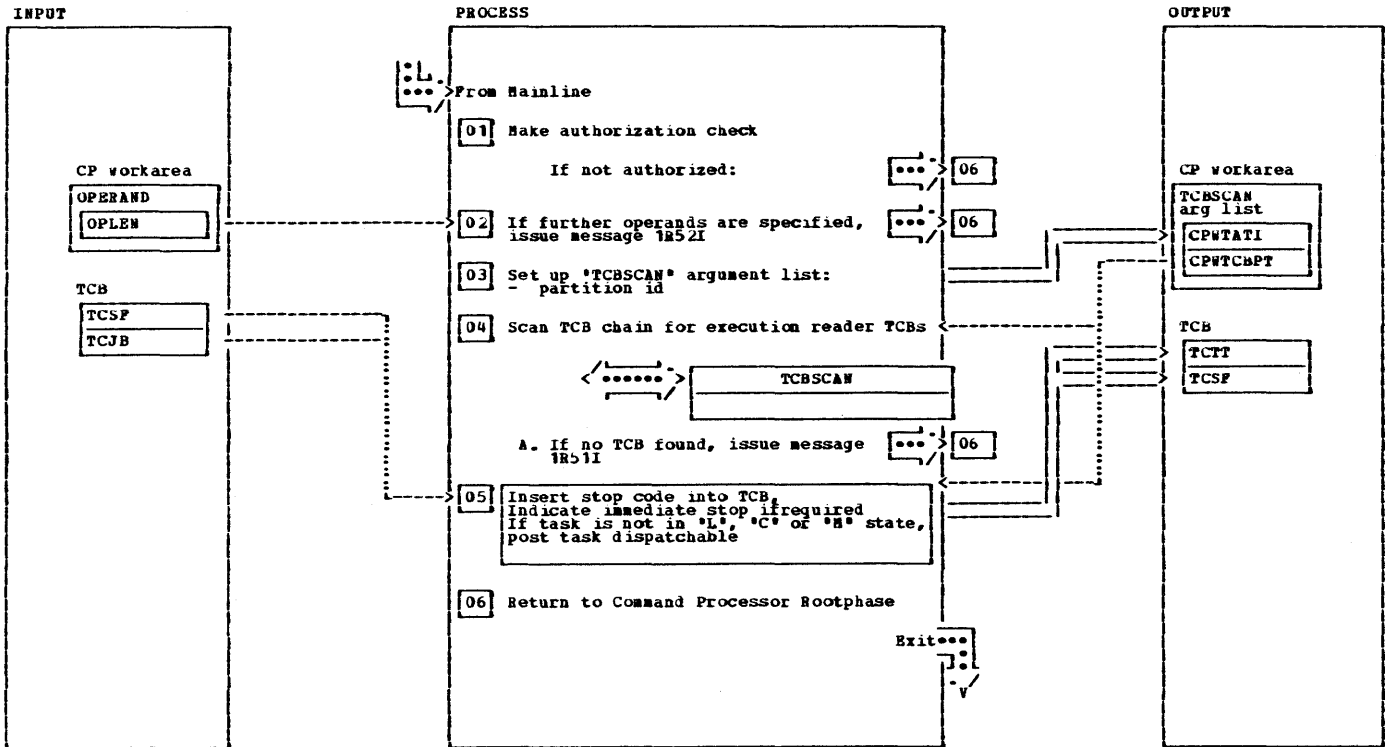 INPUT
PROCESS
OUTPUT
From Mainline
01 Make authorization check
If not authorized: 06
CP workarea
OPERAND
OPLEN
02 If further operands are specified,
issue message 1R52I
06
03 Set up "TCBSCAN" argument list:
- partition id
CP workarea
TCBSCAN
arg list
CPWTATI
CPWTCBPT
TCB
TCSF
TCJB
04 Scan TCB chain for execution reader TCBs
TCBSCAN
TCB
TCTT
TCSF
A. If no TCB found, issue message
1R51I
06
05 Insert stop code into TCB,
Indicate immediate stop ifrequired
If task is not in "L", "C" or "M" state,
post task dispatchable
06 Return to Command Processor Rootphase
Exit
V